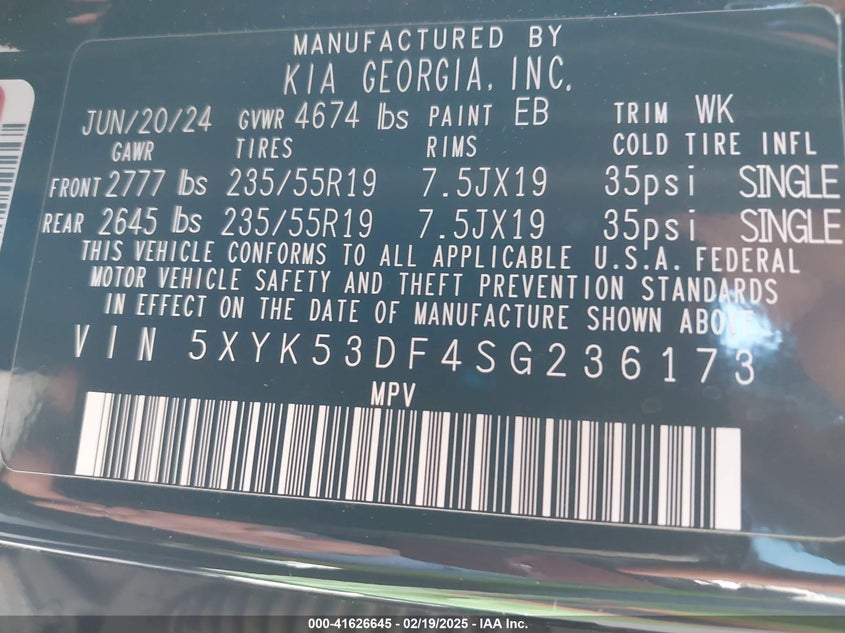 MANUFACTURED BY
KIA GEORGIA, INC.
JUN/20/24 GVWR 4674 lbs PAINT EB TRIM WK
GAWR TIRES RIMS COLD TIRE INFL
FRONT 2777 lbs 235/55R19 7.5JX19 35psi SINGLE
REAR 2645 lbs 235/55R19 7.5JX19 35psi SINGLE
THIS VEHICLE CONFORMS TO ALL APPLICABLE U.S.A. FEDERAL
MOTOR VEHICLE SAFETY AND THEFT PREVENTION STANDARDS
IN EFFECT ON THE DATE OF MANUFACTURE SHOWN ABOVE
VIN 5XYK53DF4SG236173
MPV
000-41626645 — 02/19/2025 — IAA Inc.